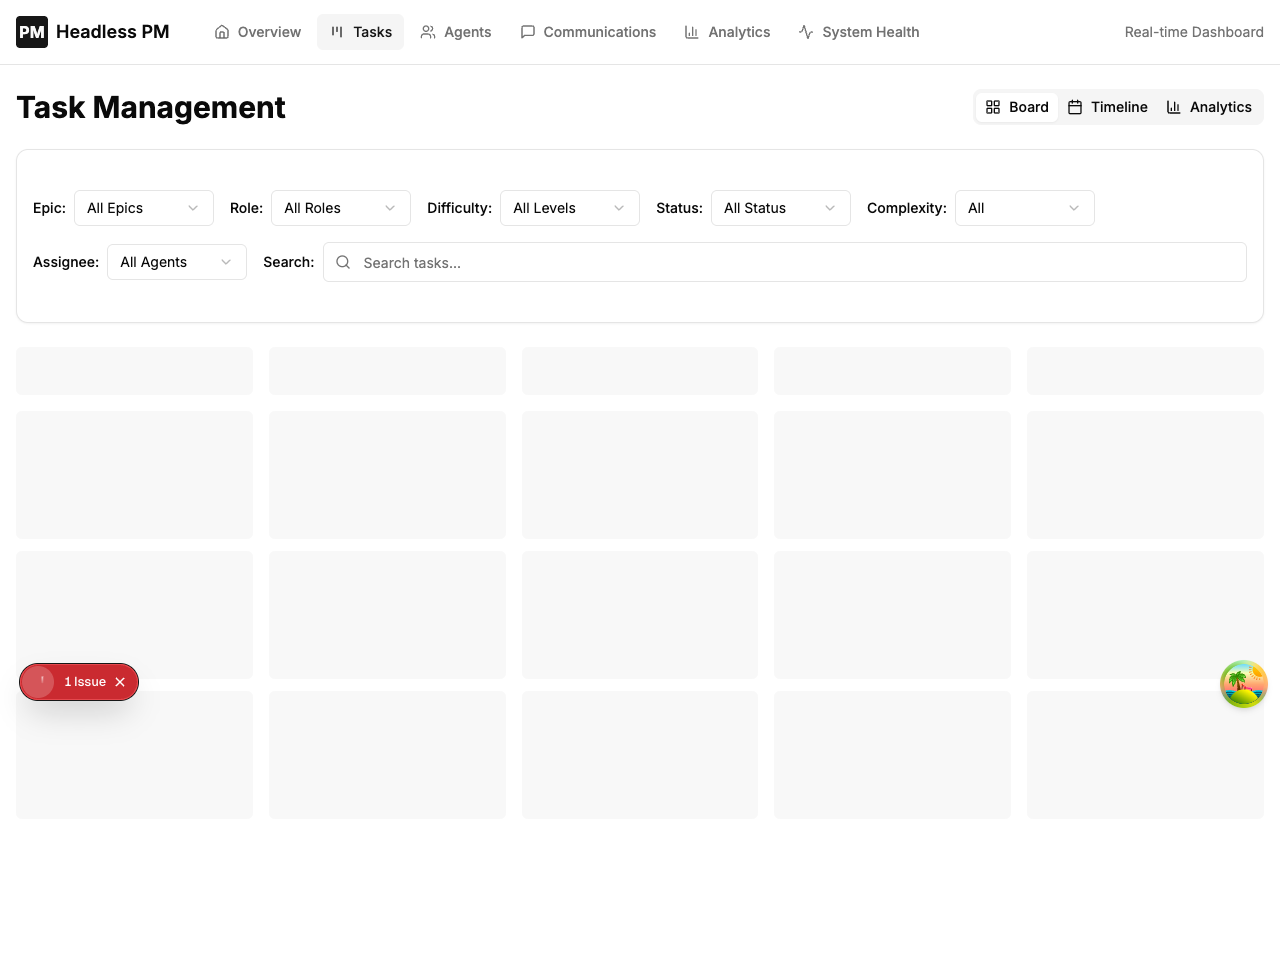 PM Headless PM Overview Tasks Agents Communications Analytics System Health Real-time Dashboard
Task Management Board Timeline Analytics
Epic: All Epics Role: All Roles Difficulty: All Levels Status: All Status Complexity: All
Assignee: All Agents Search: Search tasks...
1 Issue